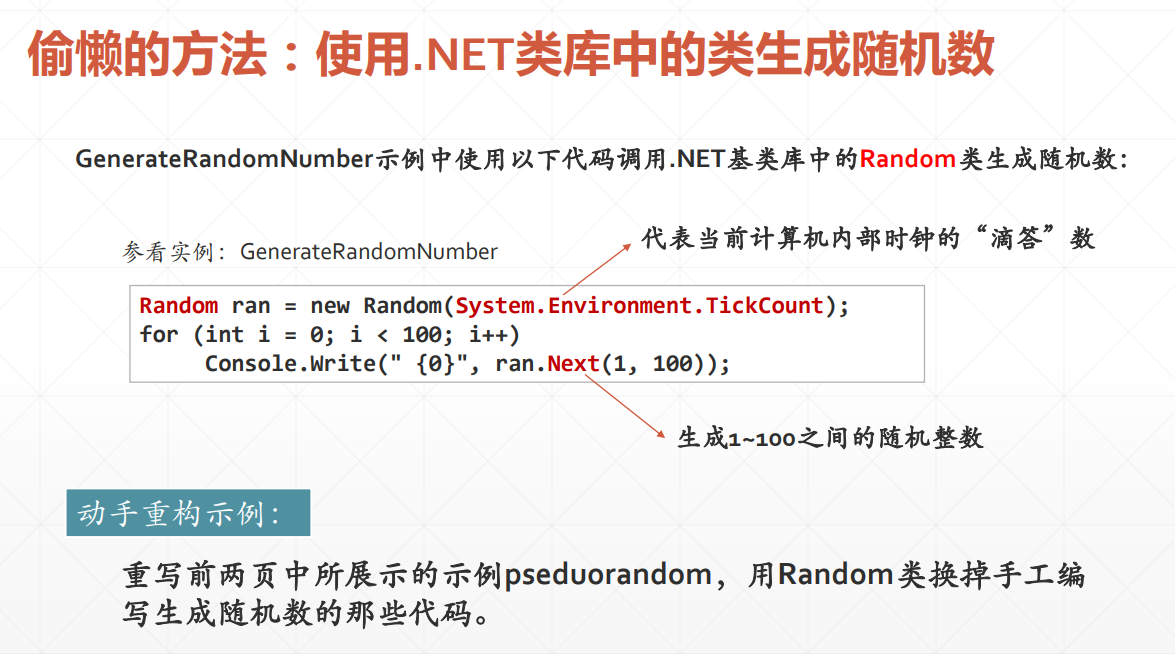 偷懒的方法：使用.NET类库中的类生成随机数
GenerateRandomNumber示例中使用以下代码调用.NET基类库中的Random类生成随机数：
代表当前计算机内部时钟的“滴答”数
参看实例：GenerateRandomNumber
Random ran = new Random(System.Environment.TickCount);
for (int i = 0; i < 100; i++)
Console.Write(" {0}", ran.Next(1, 100));
生成1~100之间的随机整数
动手重构示例：
重写前两页中所展示的示例pseduorandom，用Random类换掉手工编
写生成随机数的那些代码。